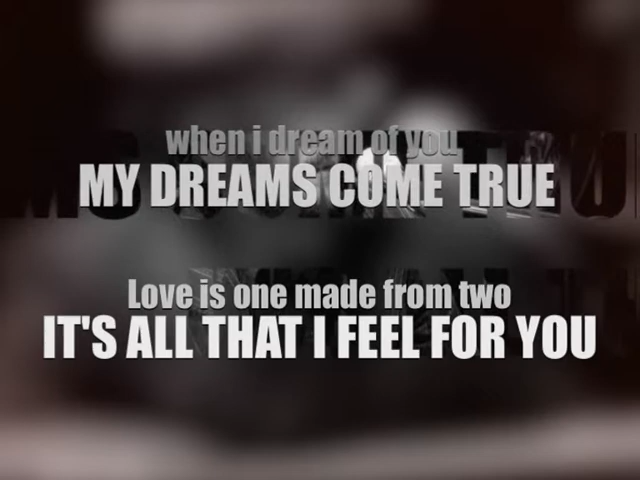 when i dream of you
MY DREAMS COME TRUE
Love is one made from two
IT'S ALL THAT I FEEL FOR YOU